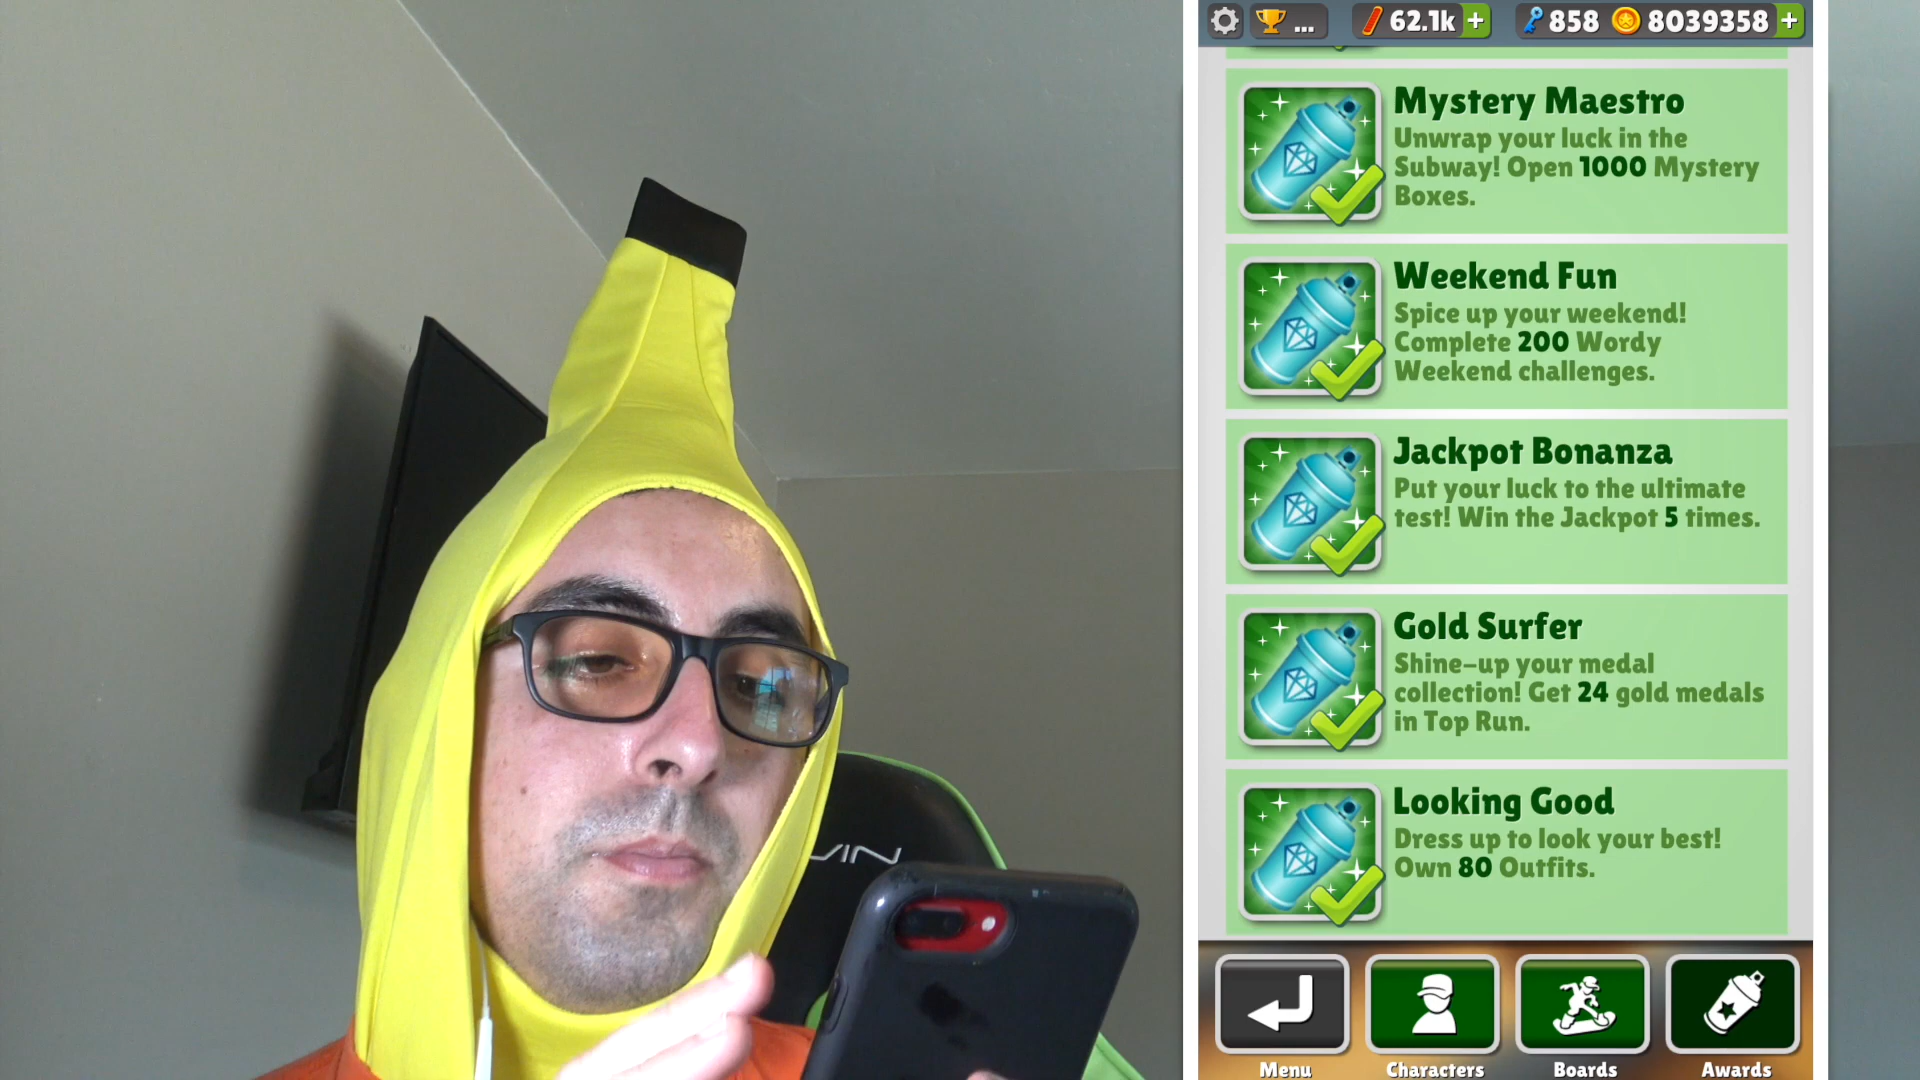 ... 62.1k + 858 8039358 +
Mystery Maestro
Unwrap your luck in the
Subway! Open 1000 Mystery
Boxes.
Weekend Fun
Spice up your weekend!
Complete 200 Wordy
Weekend challenges.
Jackpot Bonanza
Put your luck to the ultimate
test! Win the Jackpot 5 times.
Gold Surfer
Shine-up your medal
collection! Get 24 gold medals
in Top Run.
Looking Good
Dress up to look your best!
Own 80 Outfits.
Menu Characters Boards Awards